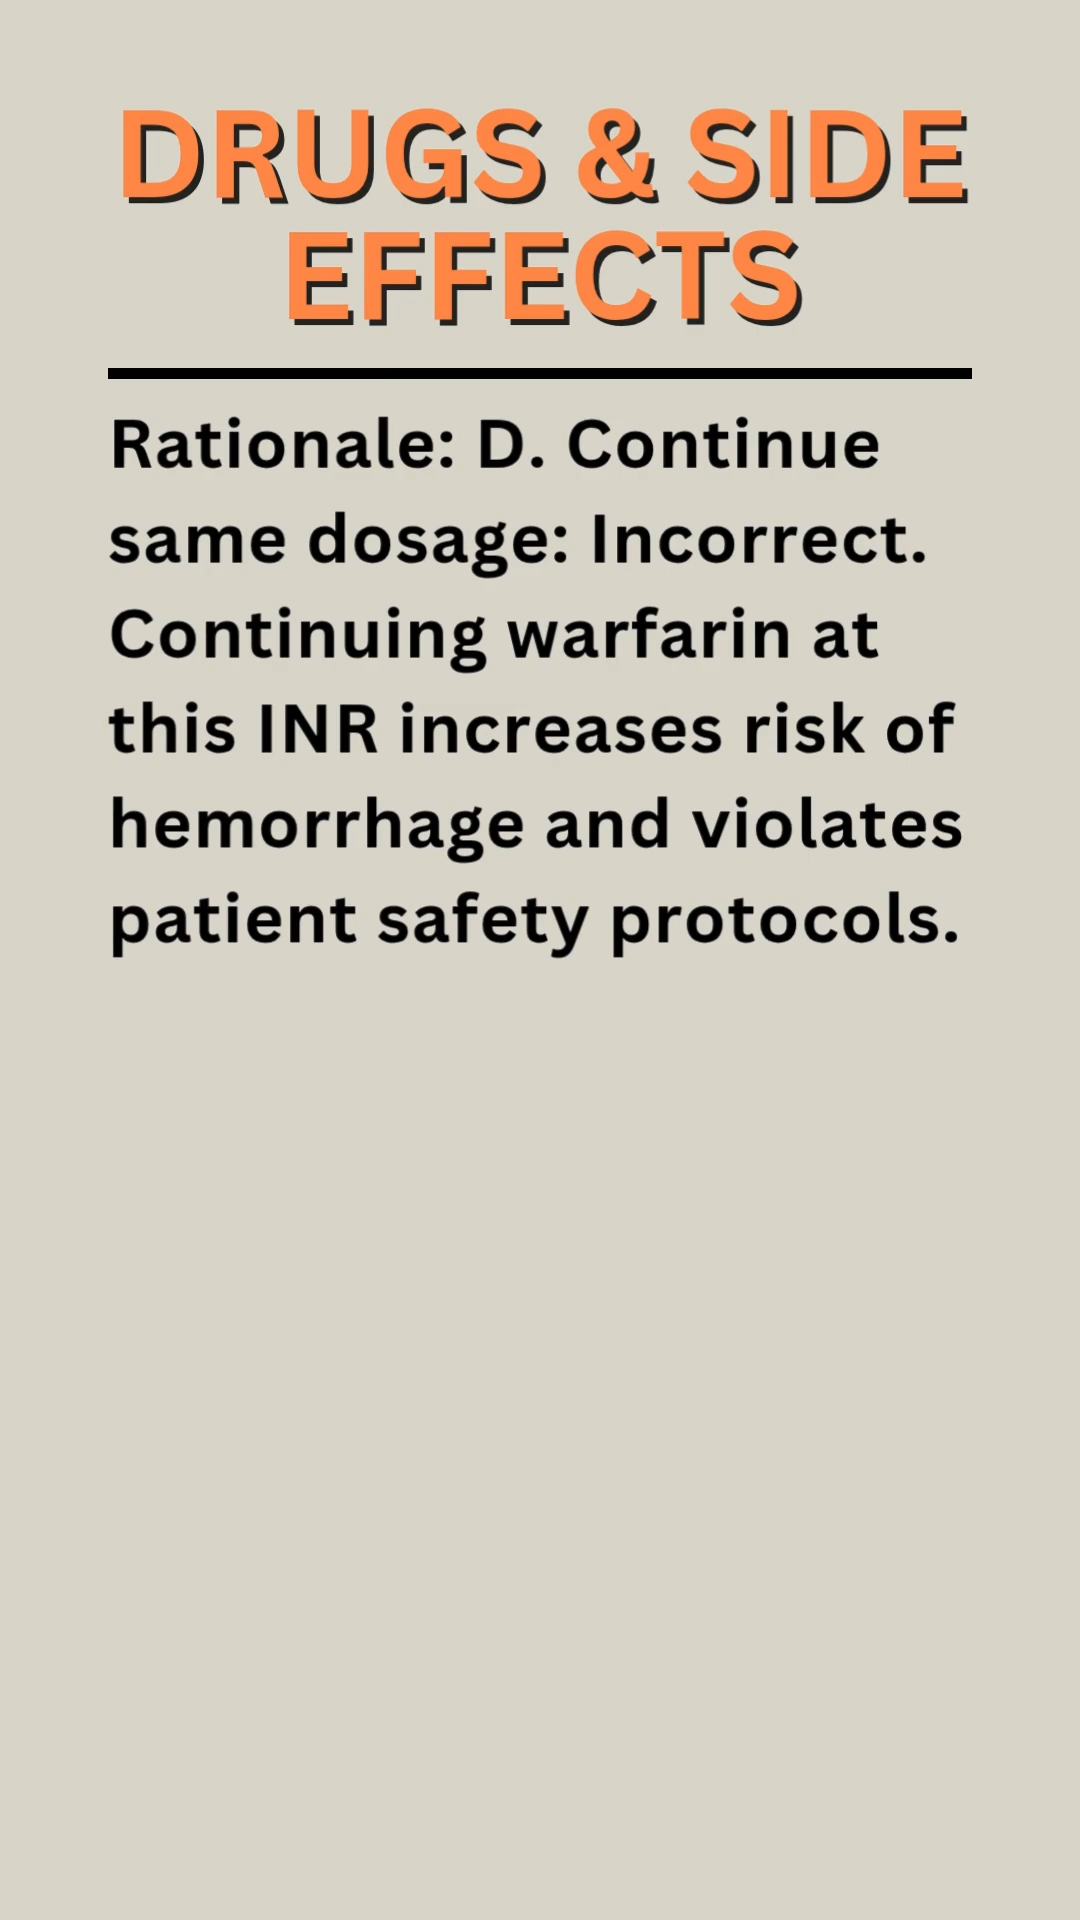 DRUGS & SIDE
EFFECTS
Rationale: D. Continue
same dosage: Incorrect.
Continuing warfarin at
this INR increases risk of
hemorrhage and violates
patient safety protocols.